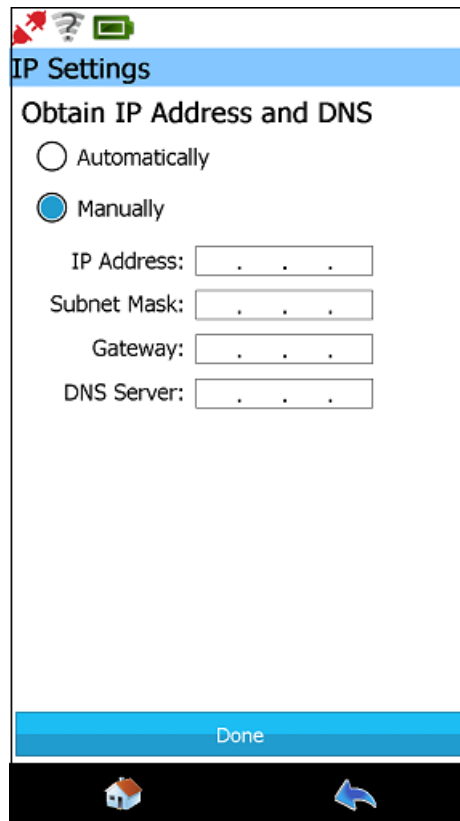 IP Settings
Obtain IP Address and DNS
Automatically
Manually
IP Address: . . .
Subnet Mask: . . .
Gateway: . . .
DNS Server: . . .
Done